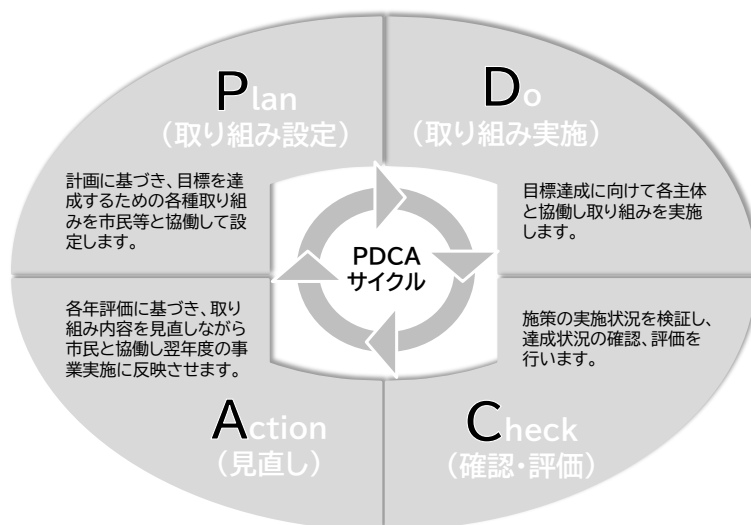 Plan
（取り組み設定）
計画に基づき、目標を達
成するための各種取り組
みを市民等と協働して設
定します。
Do
（取り組み実施）
目標達成に向けて各主体
と協働し取り組みを実施
します。
PDCA
サイクル
各年評価に基づき、取り
組み内容を見直しながら
市民と協働し翌年度の事
業実施に反映させます。
Action
（見直し）
施策の実施状況を検証し、
達成状況の確認、評価を
行います。
Check
（確認・評価）